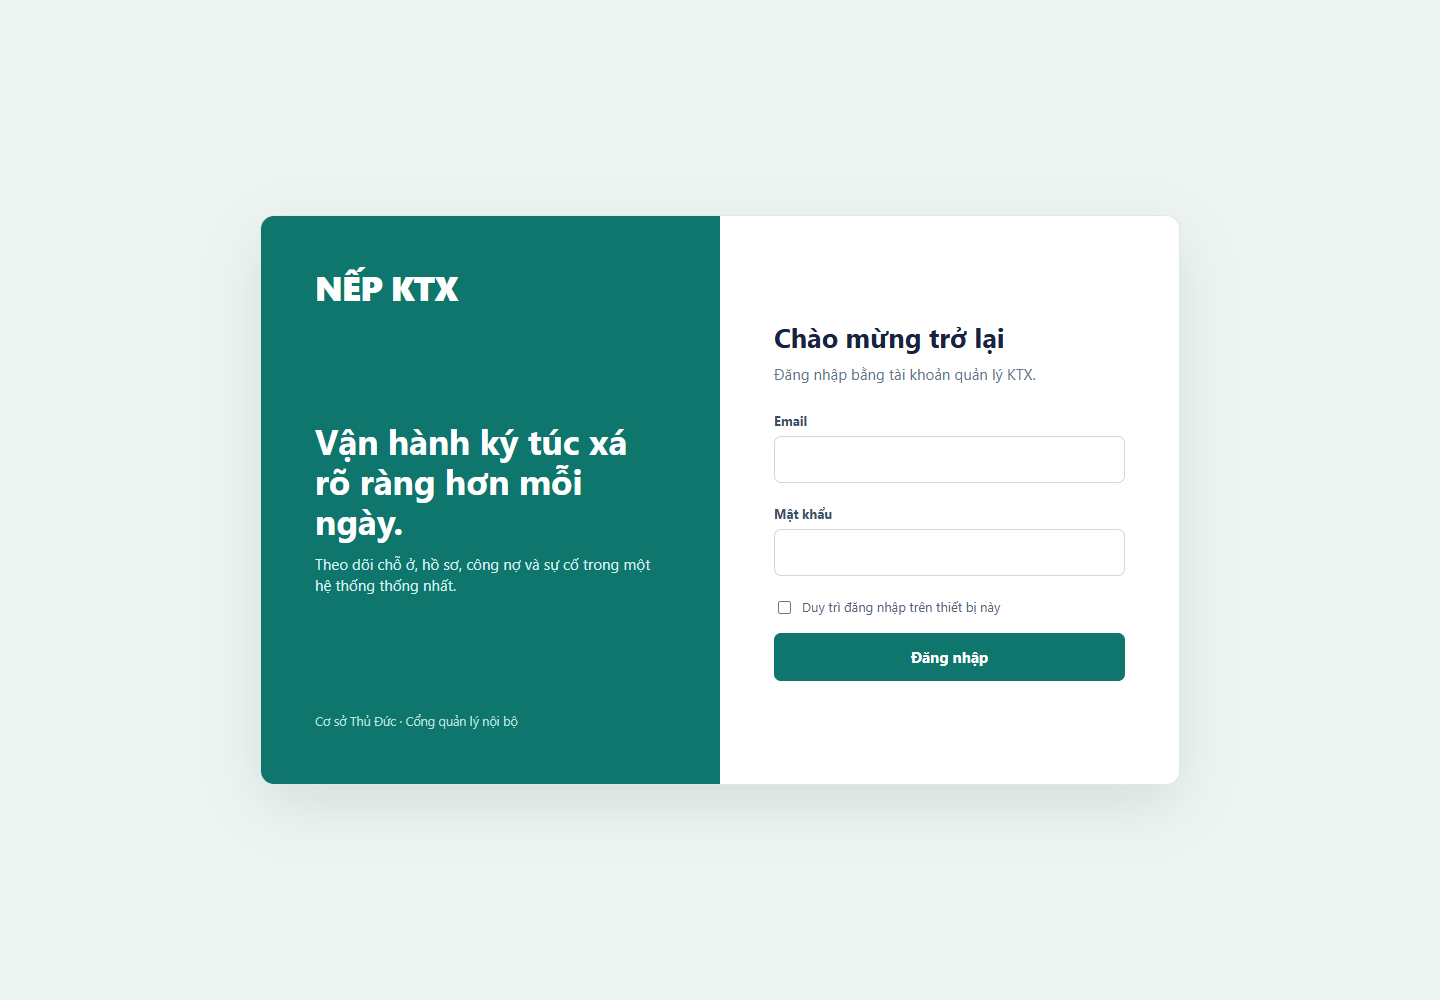 NẾP KTX
Vận hành ký túc xá
rõ ràng hơn mỗi
ngày.
Theo dõi chỗ ở, hồ sơ, công nợ và sự cố trong một
hệ thống thống nhất.
Cơ sở Thủ Đức · Cổng quản lý nội bộ
Chào mừng trở lại
Đăng nhập bằng tài khoản quản lý KTX.
Email
Mật khẩu
Duy trì đăng nhập trên thiết bị này
Đăng nhập